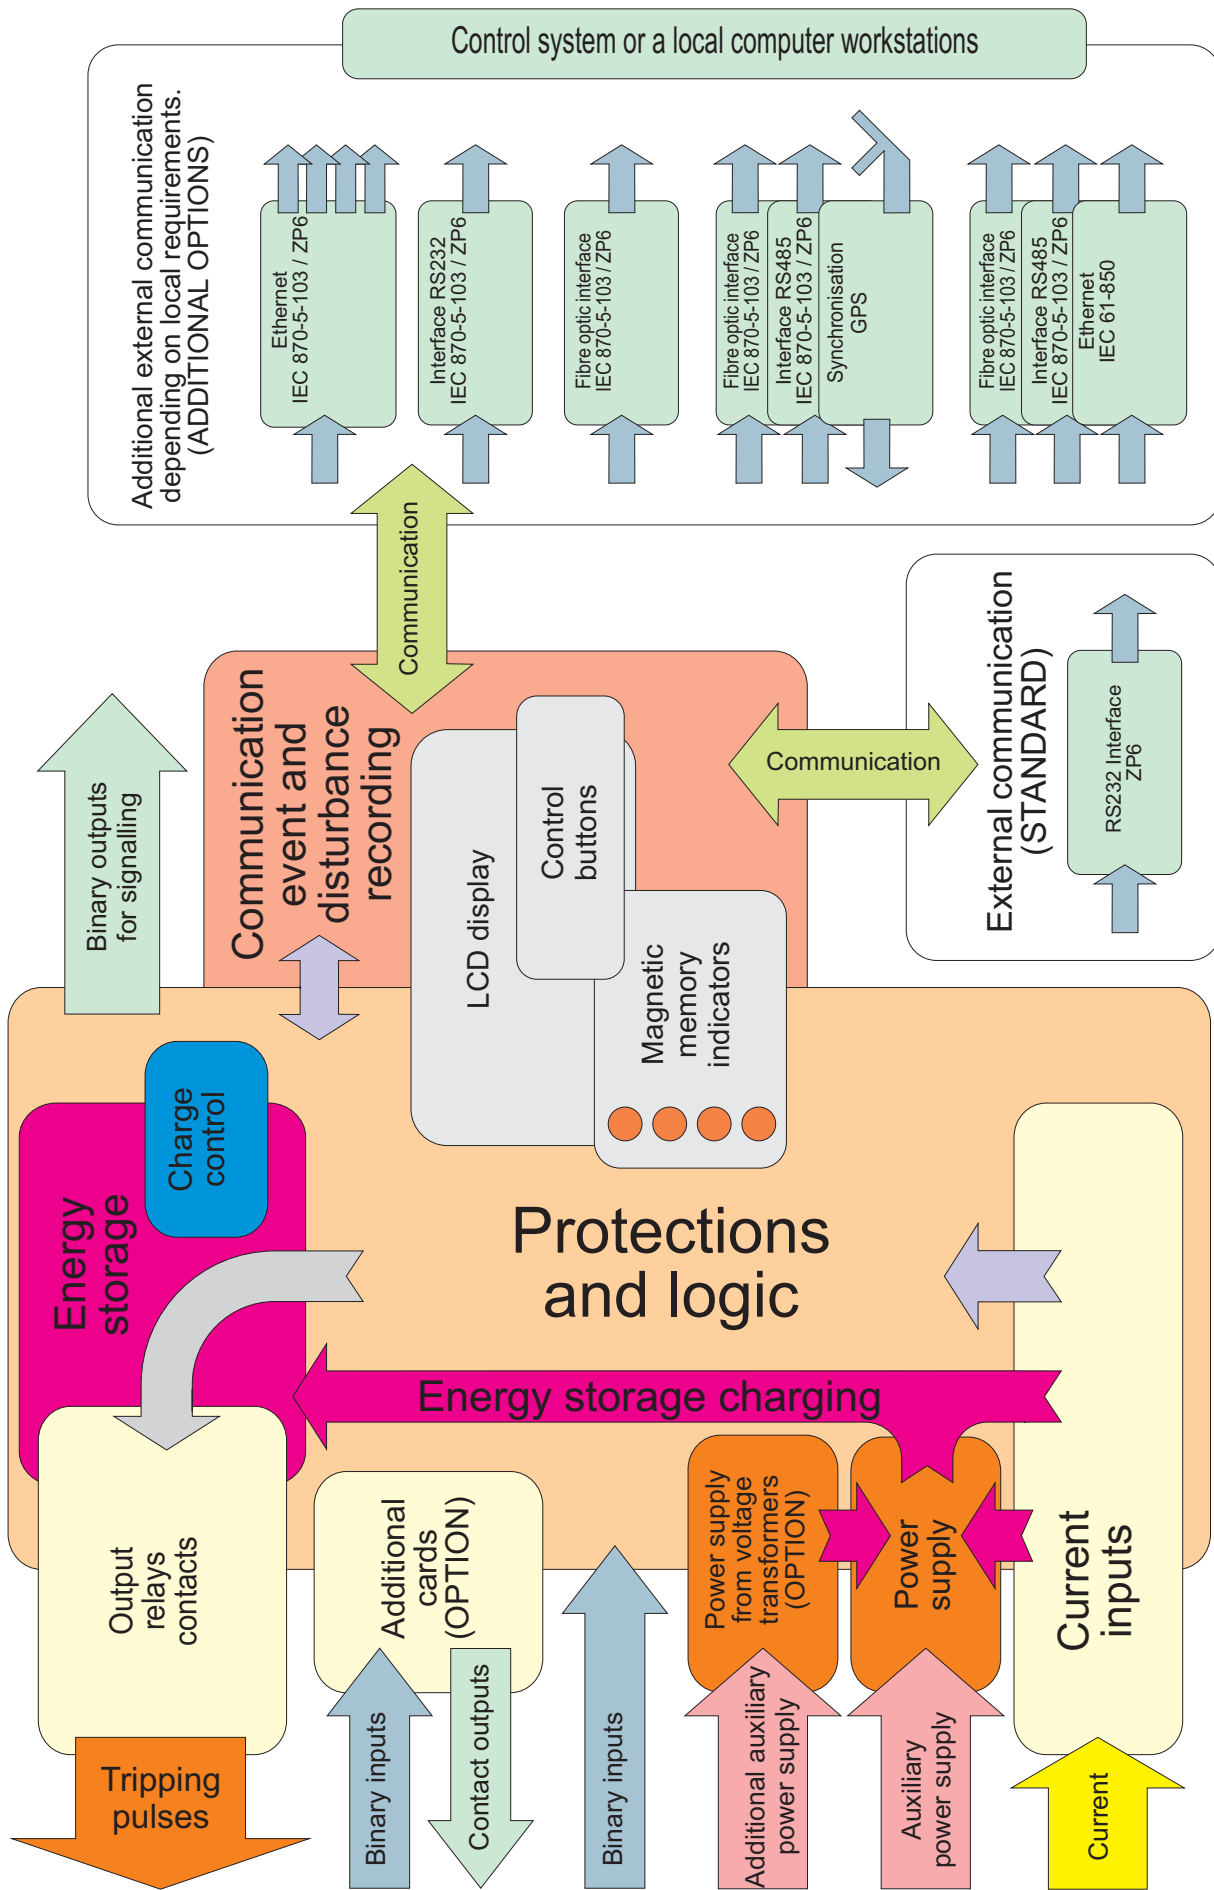 Control system or a local computer workstations
Additional external communication
depending on local requirements.
(ADDITIONAL OPTIONS)
Ethernet
IEC 870-5-103 / ZP6
Interface RS232
IEC 870-5-103 / ZP6
Fibre optic interface
IEC 870-5-103 / ZP6
Fibre optic interface
IEC 870-5-103 / ZP6
Interface RS485
IEC 870-5-103 / ZP6
Synchronisation
GPS
Fibre optic interface
IEC 870-5-103 / ZP6
Interface RS485
IEC 870-5-103 / ZP6
Ethernet
IEC 61-850
Communication
Communication
External communication
(STANDARD)
RS232 Interface
ZP6
Binary outputs
for signalling
Communication
event and
disturbance
recording
LCD display
Control
buttons
Magnetic
memory
indicators
Energy
storage
Charge
control
Protections
and logic
Energy storage charging
Output
relays
contacts
Additional
cards
(OPTION)
Power supply
from voltage
transformers
(OPTION)
Power
supply
Current
inputs
Tripping
pulses
Binary inputs
Contact outputs
Binary inputs
Additional auxiliary
power supply
Auxiliary
power supply
Current